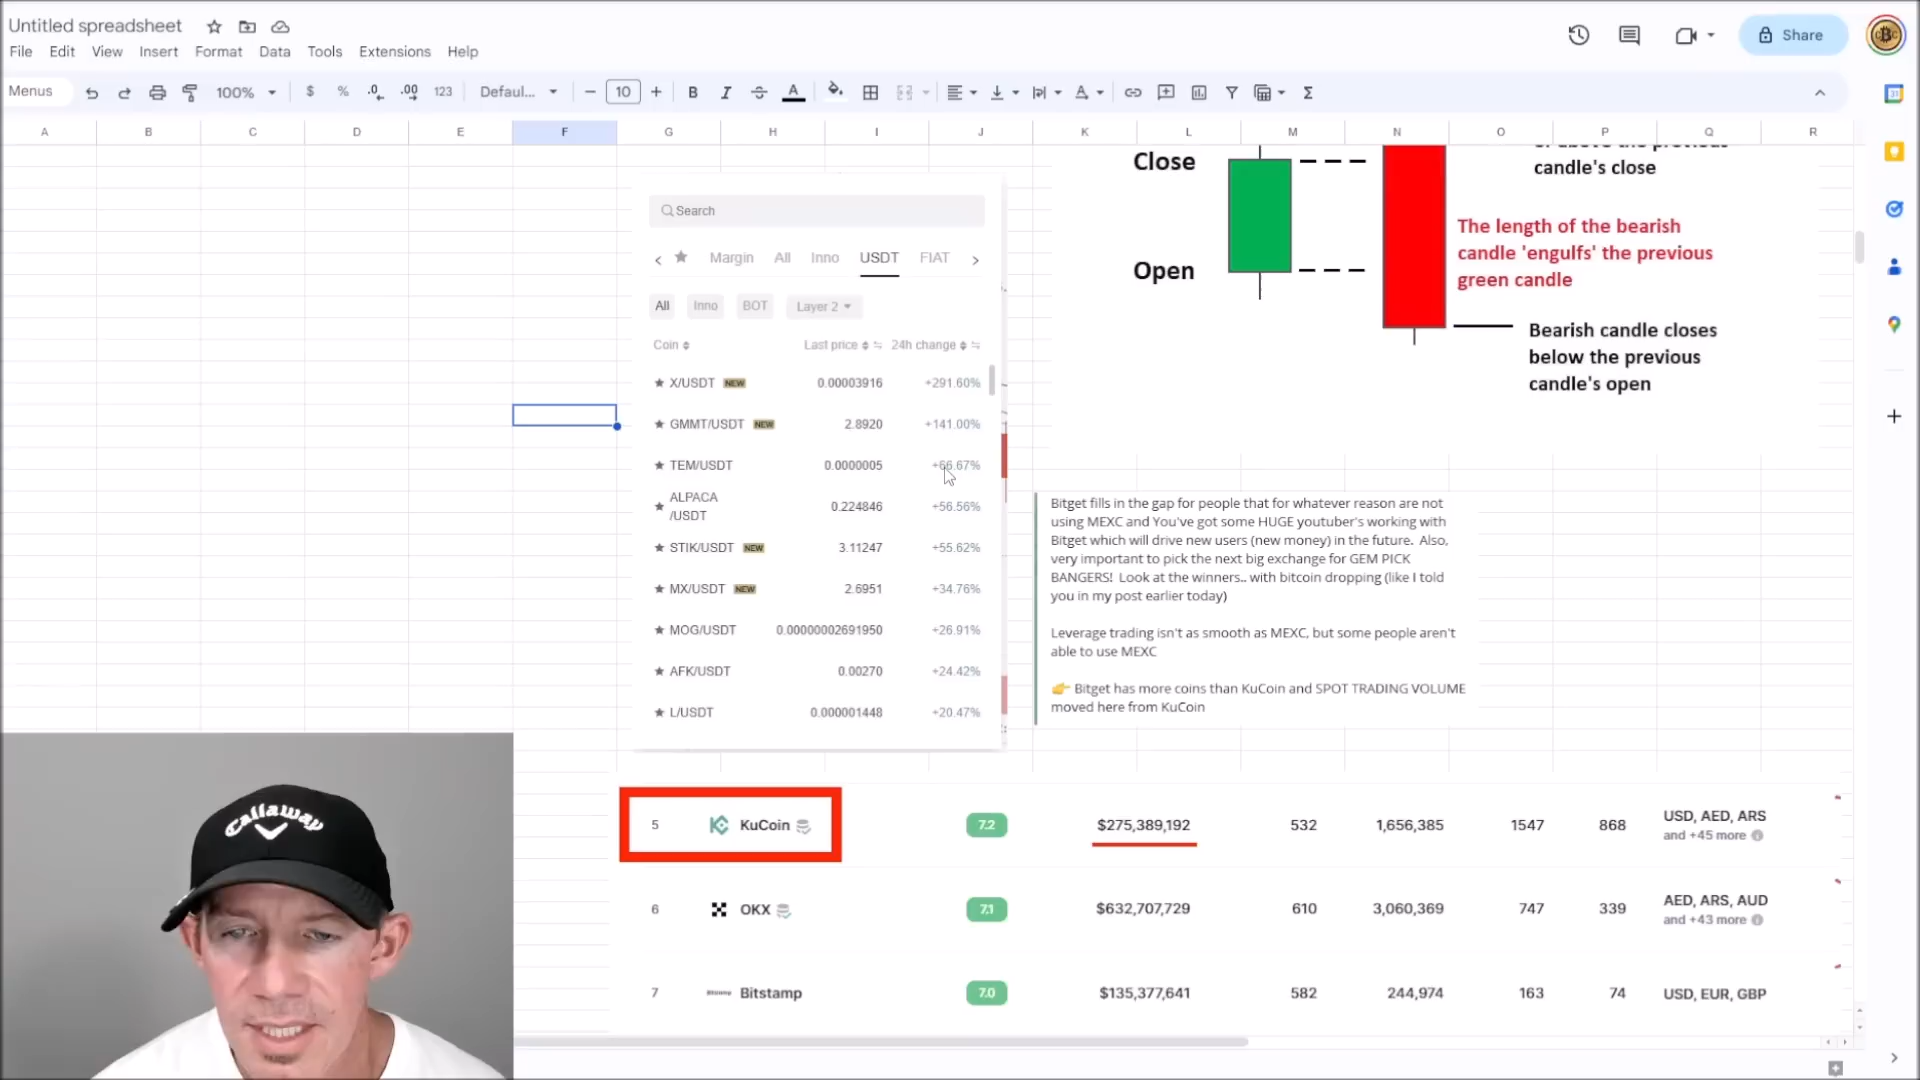 Untitled spreadsheet
File Edit View Insert Format Data Tools Extensions Help
Share
Menus 100% $ % .0 .00 123 Defaul... 10 B I A
A B C D E F G H I J K L M N O P Q R
Search
Margin All Inno USDT FIAT
All Inno BOT Layer 2
Coin Last price 24h change
X/USDT NEW 0.00003916 +291.60%
GMMT/USDT NEW 2.8920 +141.00%
TEM/USDT 0.0000005 +66.67%
ALPACA
/USDT 0.224846 +56.56%
STIK/USDT NEW 3.11247 +55.62%
MX/USDT NEW 2.6951 +34.76%
MOG/USDT 0.00000002691950 +26.91%
AFK/USDT 0.00270 +24.42%
L/USDT 0.000001448 +20.47%
Close
Open
candle's close
The length of the bearish
candle 'engulfs' the previous
green candle
Bearish candle closes
below the previous
candle's open
Bitget fills in the gap for people that for whatever reason are not
using MEXC and You've got some HUGE youtuber's working with
Bitget which will drive new users (new money) in the future. Also,
very important to pick the next big exchange for GEM PICK
BANGERS! Look at the winners.. with bitcoin dropping (like I told
you in my post earlier today)
Leverage trading isn't as smooth as MEXC, but some people aren't
able to use MEXC
👉 Bitget has more coins than KuCoin and SPOT TRADING VOLUME
moved here from KuCoin
5 KuCoin 7.2 $275,389,192 532 1,656,385 1547 868 USD, AED, ARS
and +45 more
6 OKX 7.1 $632,707,729 610 3,060,369 747 339 AED, ARS, AUD
and +43 more
7 Bitstamp 7.0 $135,377,641 582 244,974 163 74 USD, EUR, GBP
Callaway